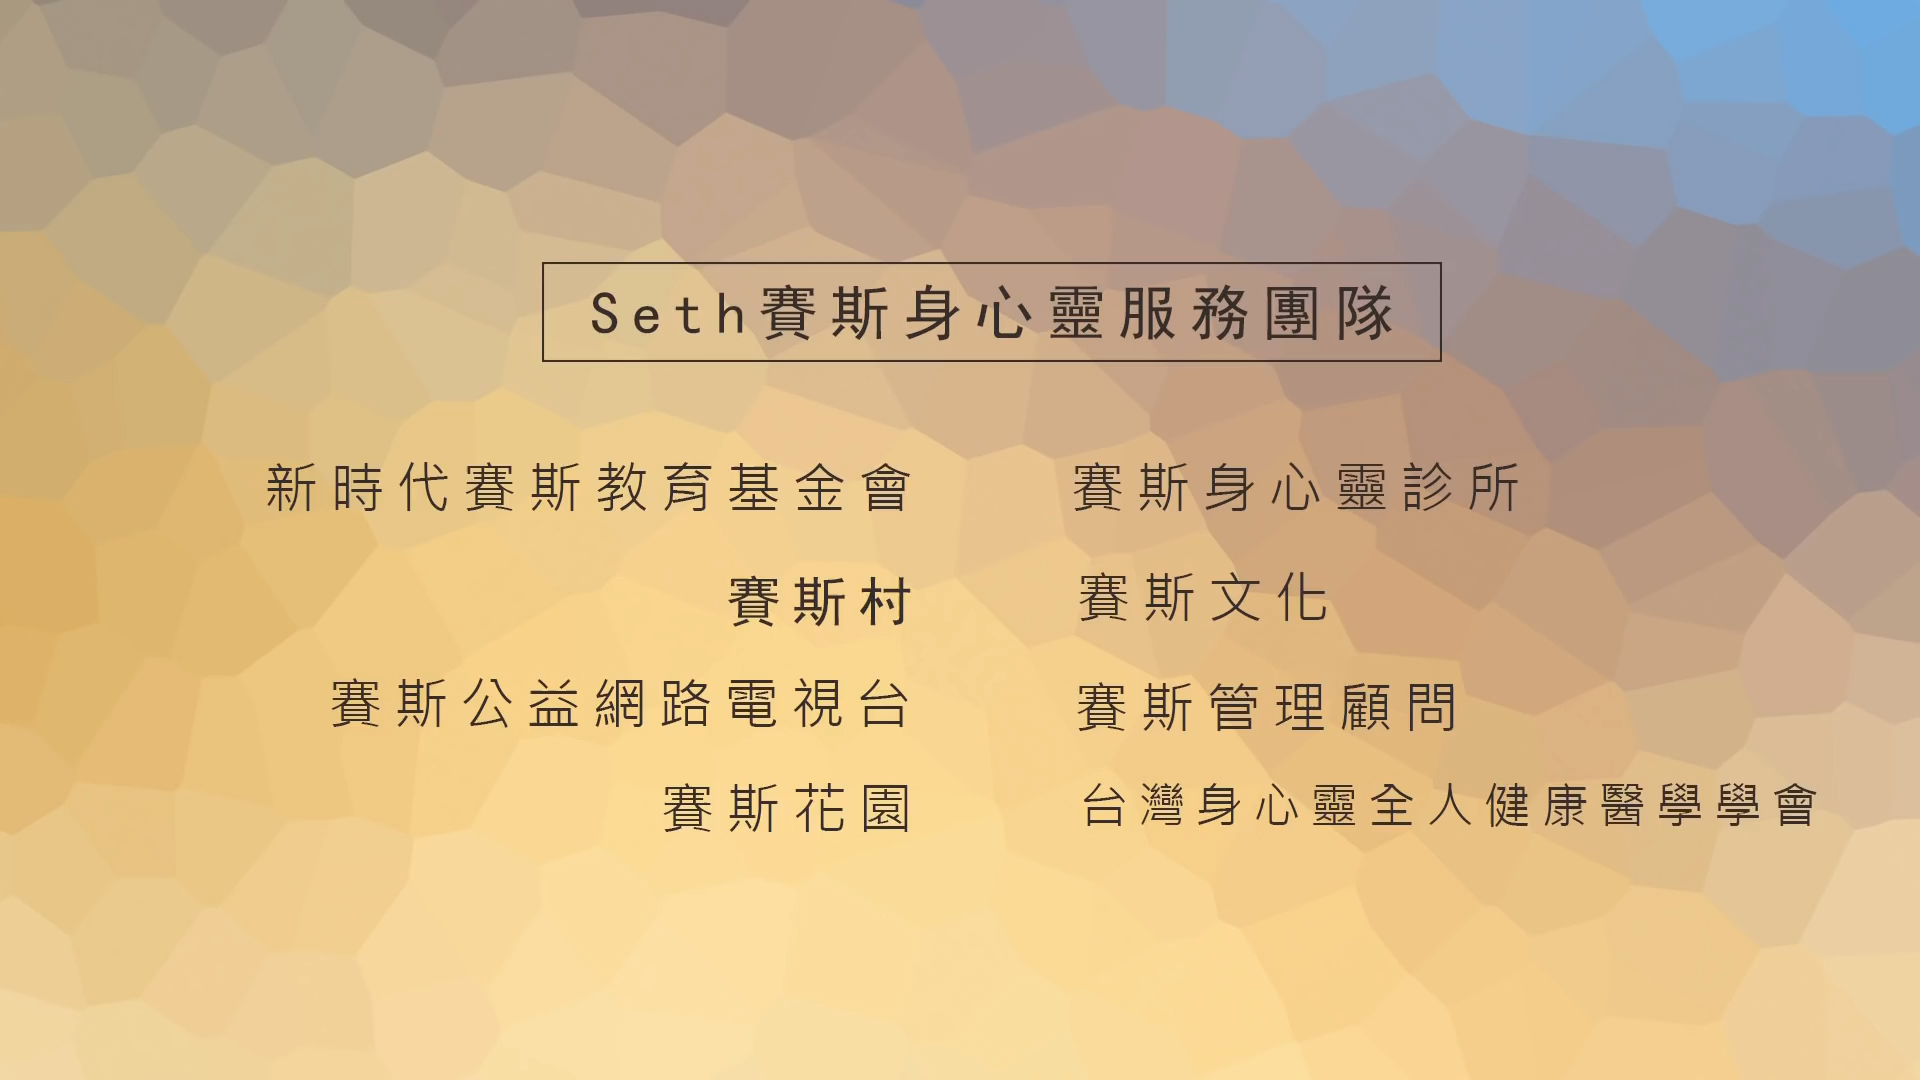 Seth賽斯身心靈服務團隊
新時代賽斯教育基金會
賽斯身心靈診所
賽斯村
賽斯文化
賽斯公益網路電視台
賽斯管理顧問
賽斯花園
台灣身心靈全人健康醫學學會